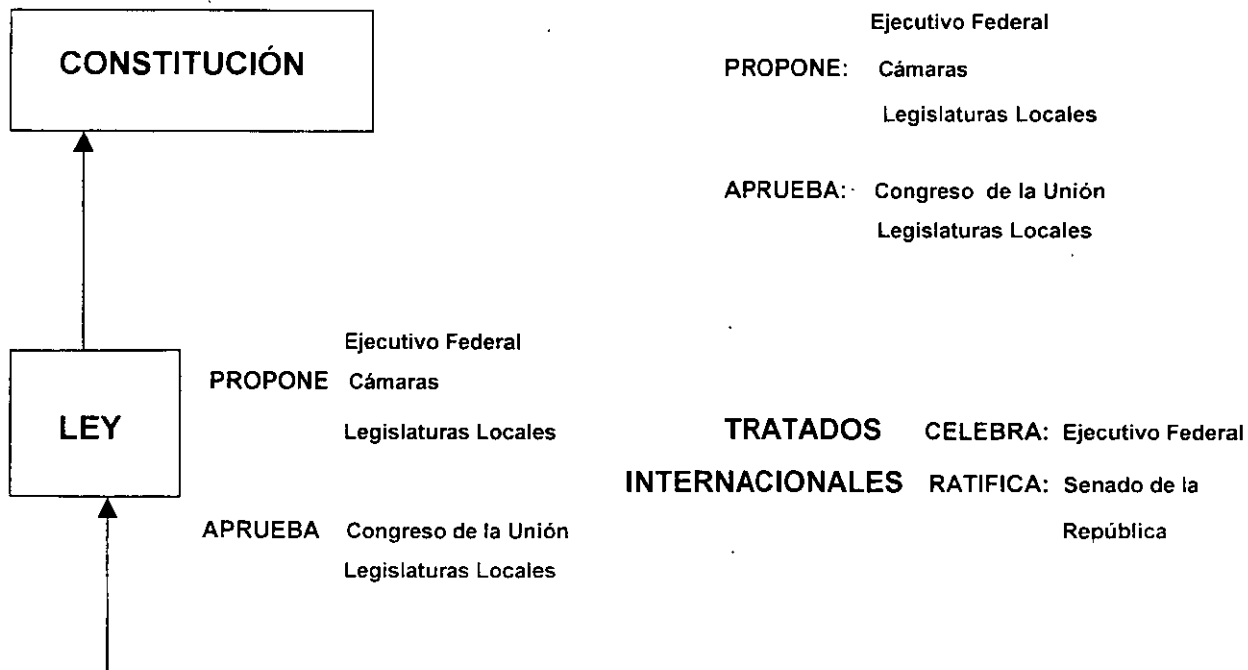 CONSTITUCIÓN
Ejecutivo Federal
PROPONE: Cámaras
Legislaturas Locales
APRUEBA: Congreso de la Unión
Legislaturas Locales
LEY
Ejecutivo Federal
PROPONE Cámaras
Legislaturas Locales
APRUEBA Congreso de la Unión
Legislaturas Locales
TRATADOS CELEBRA: Ejecutivo Federal
INTERNACIONALES RATIFICA: Senado de la
República